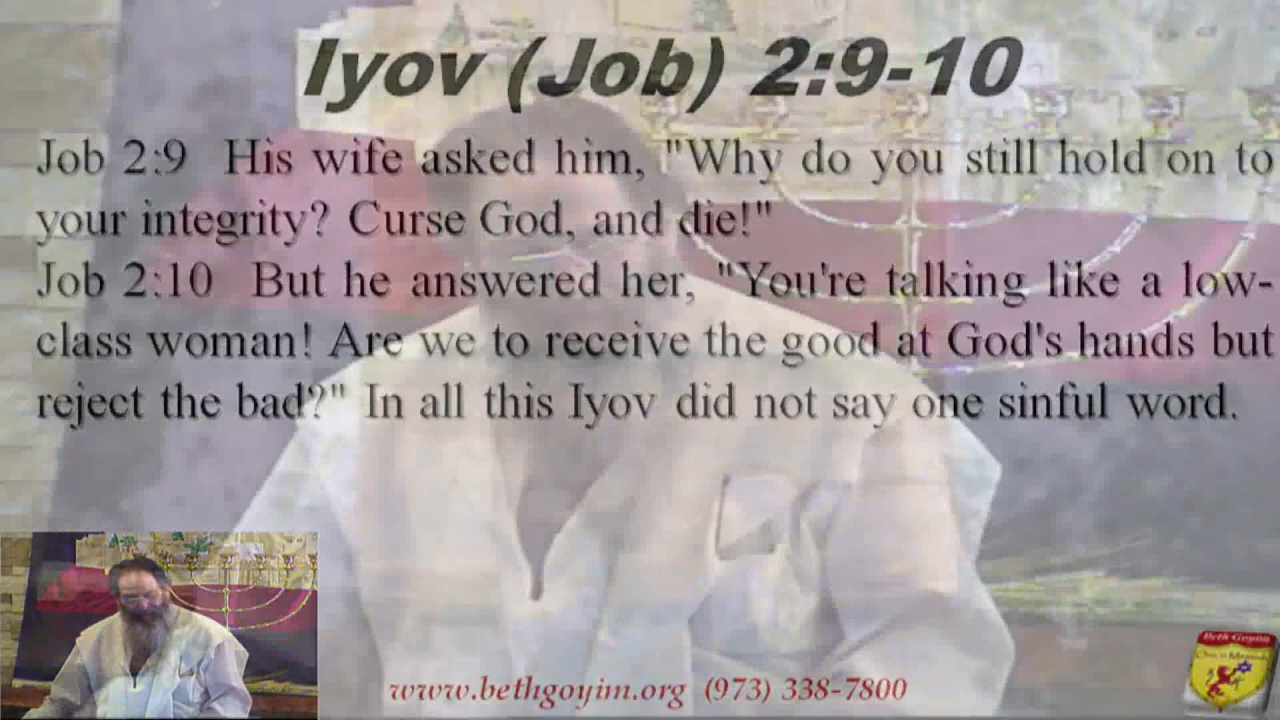 Iyov (Job) 2:9-10
Job 2:9 His wife asked him, "Why do you still hold on to
your integrity? Curse God, and die!"
Job 2:10 But he answered her, "You're talking like a low-
class woman! Are we to receive the good at God's hands but
reject the bad?" In all this Iyov did not say one sinful word.
www.bethgoyim.org (973) 338-7800
Beth Goyim